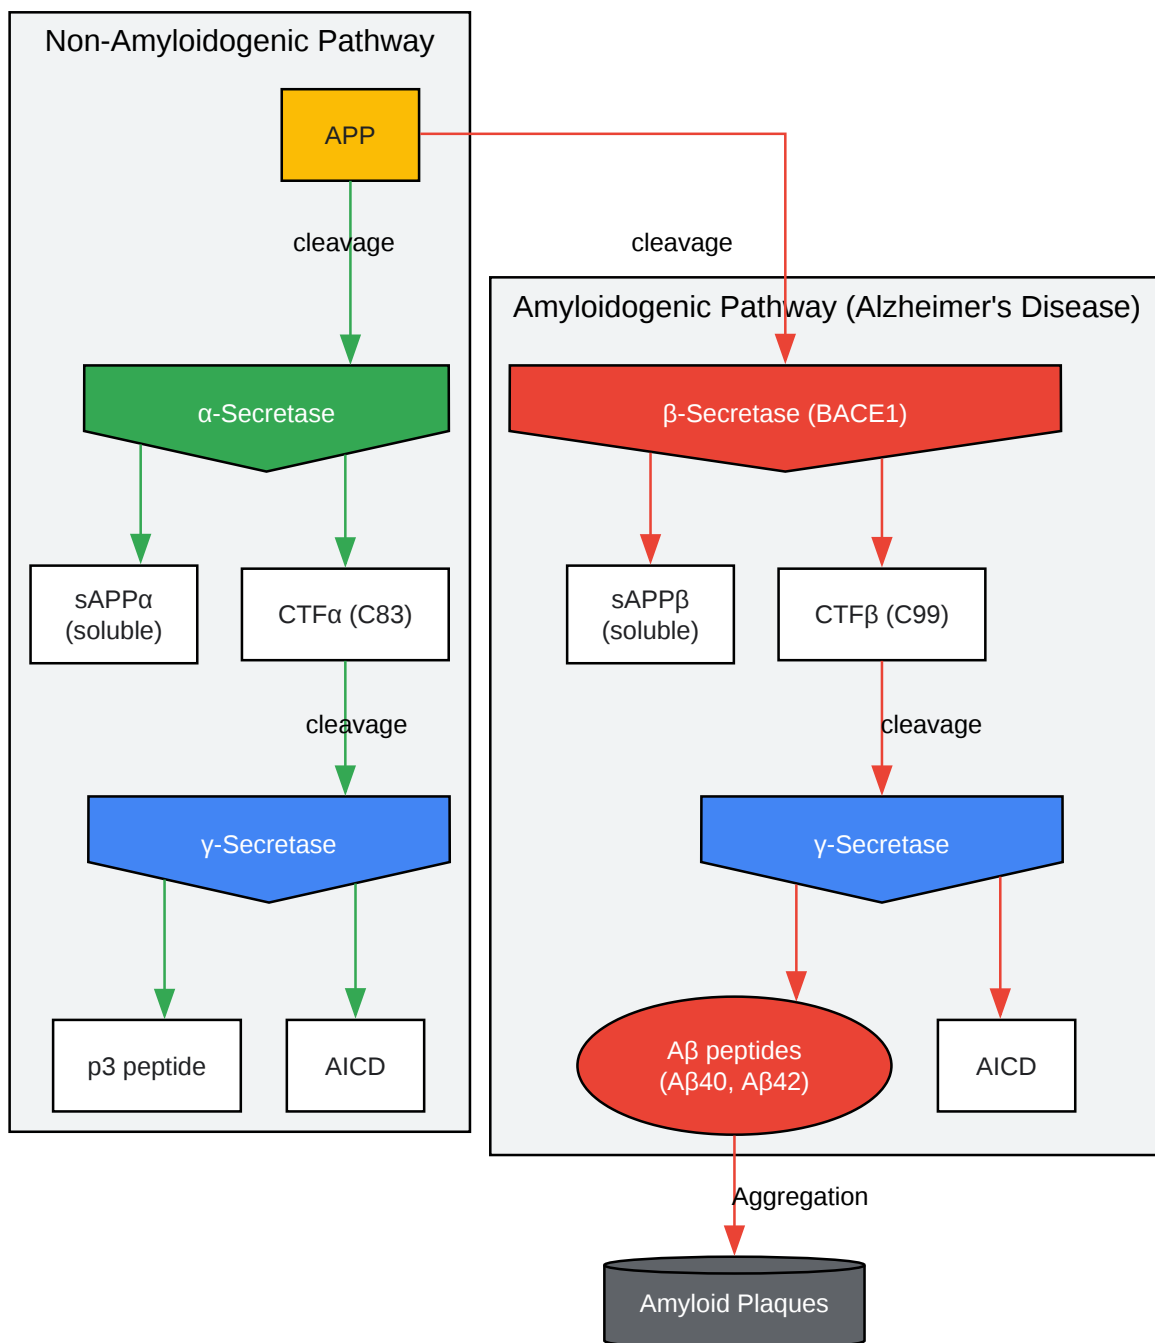 Non-Amyloidogenic Pathway
APP
cleavage
cleavage
Amyloidogenic Pathway (Alzheimer's Disease)
α-Secretase
β-Secretase (BACE1)
sAPPα
(soluble)
CTFα (C83)
sAPPβ
(soluble)
CTFβ (C99)
cleavage
cleavage
γ-Secretase
γ-Secretase
p3 peptide
AICD
Aβ peptides
(Aβ40, Aβ42)
AICD
Aggregation
Amyloid Plaques